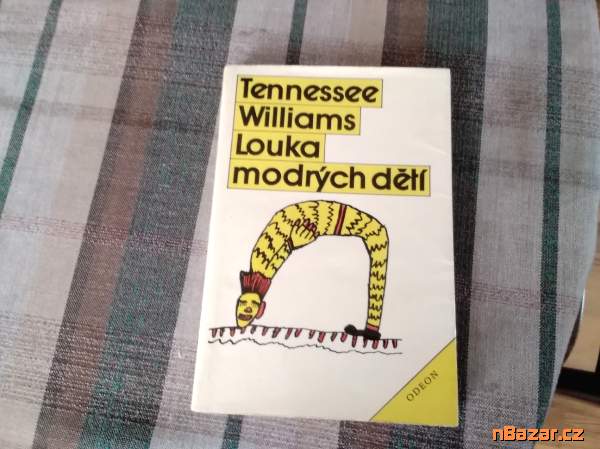 Tennessee
Williams
Louka
modrých dětí
ODEON
nBazar.cz